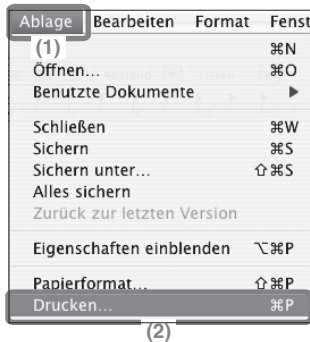 Ablage Bearbeiten Format Fenst
(1) ⌘N
Öffnen... ⌘O
Benutzte Dokumente ▶
Schließen ⌘W
Sichern ⌘S
Sichern unter... ⇧⌘S
Alles sichern
Zurück zur letzten Version
Eigenschaften einblenden ⌥⌘P
Papierformat... ⇧⌘P
Drucken... ⌘P
(2)